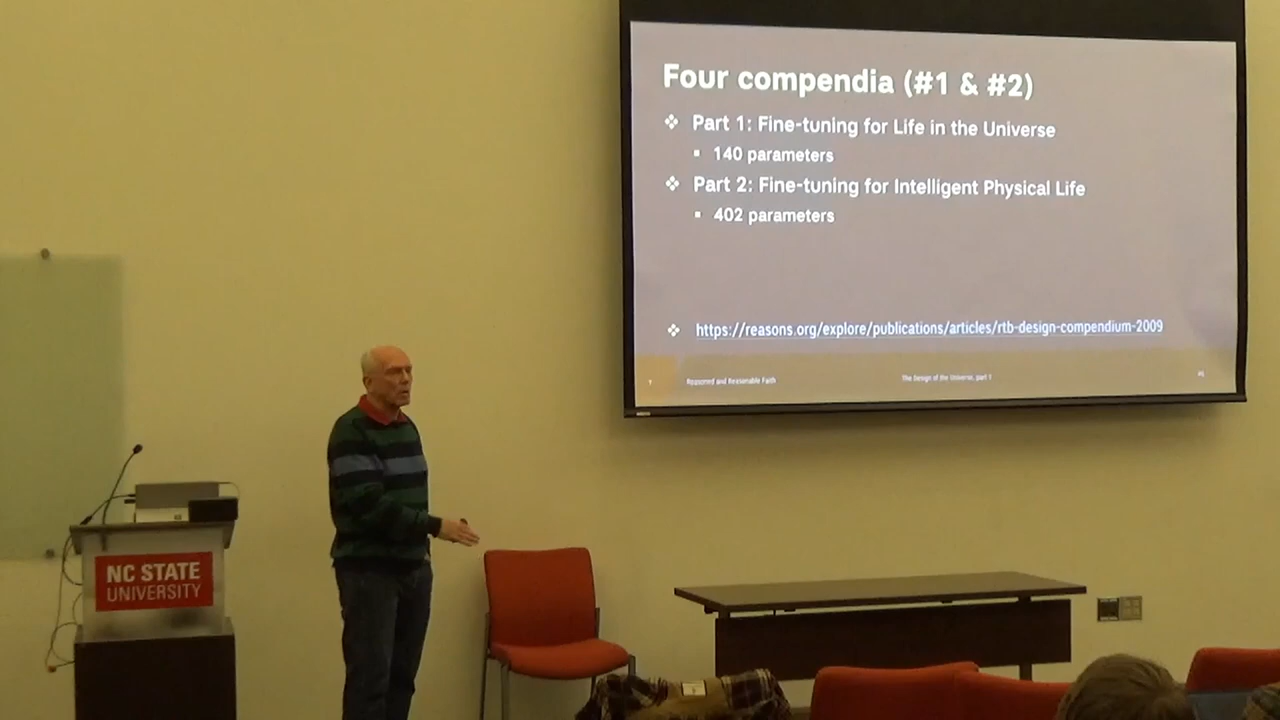 Four compendia (#1 & #2)
❖ Part 1: Fine-tuning for Life in the Universe
▪ 140 parameters
❖ Part 2: Fine-tuning for Intelligent Physical Life
▪ 402 parameters
❖ https://reasons.org/explore/publications/articles/rtb-design-compendium-2009
Reasoned and Reasonable Faith
The Design of the Universe, part 1
NC STATE
UNIVERSITY